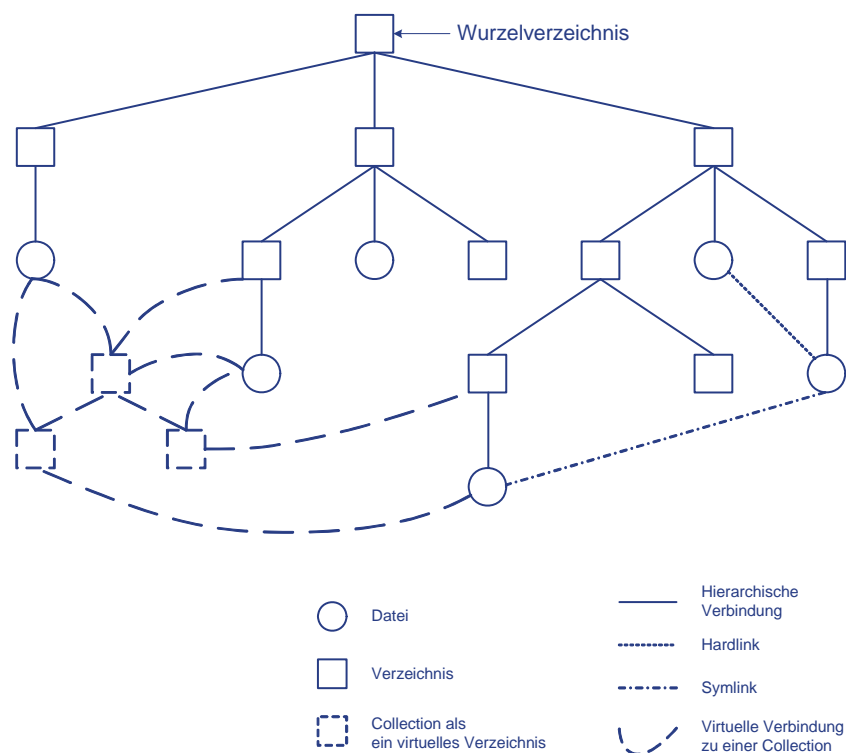 Wurzelverzeichnis
Datei
Verzeichnis
Collection als
ein virtuelles Verzeichnis
Hierarchische
Verbindung
Hardlink
Symlink
Virtuelle Verbindung
zu einer Collection